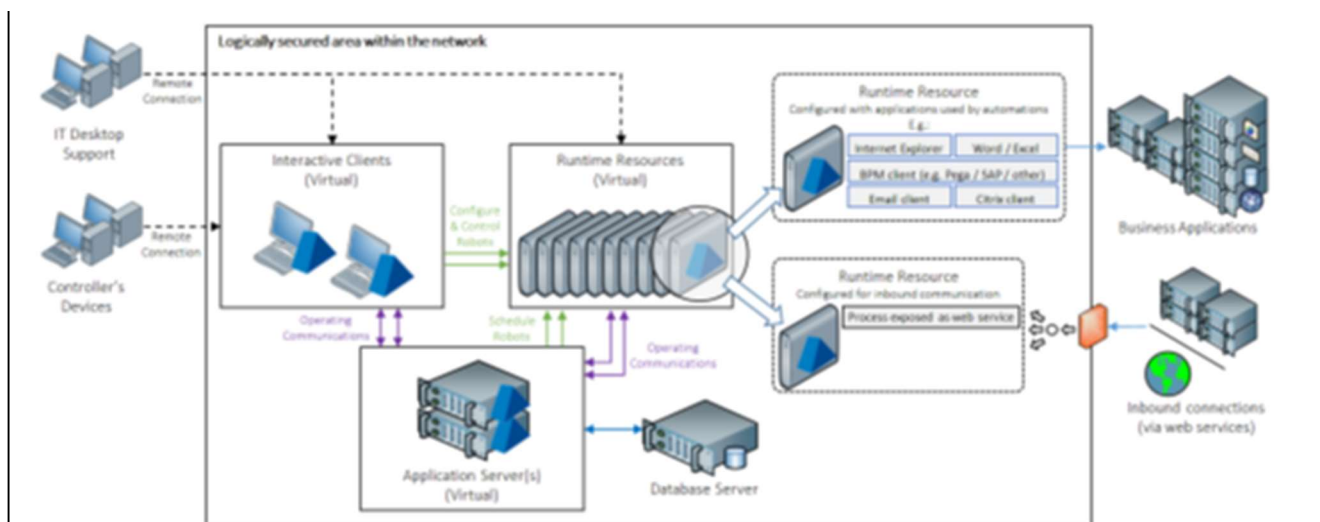 Logically secured area within the network
Remote
Connection
IT Desktop
Support
Remote
Connection
Controller's
Devices
Interactive Clients
(Virtual)
Configure
& Control
Robots
Runtime Resources
(Virtual)
Runtime Resource
Configured with applications used by automations
E.g.:
Internet Explorer
Word / Excel
BPM client (e.g. Pega / SAP / other)
Email client
Citrix client
Business Applications
Runtime Resource
Configured for inbound communication
Process exposed as web service
Inbound connections
(via web services)
Operating
Communications
Schedule
Robots
Operating
Communications
Application Server(s)
(Virtual)
Database Server